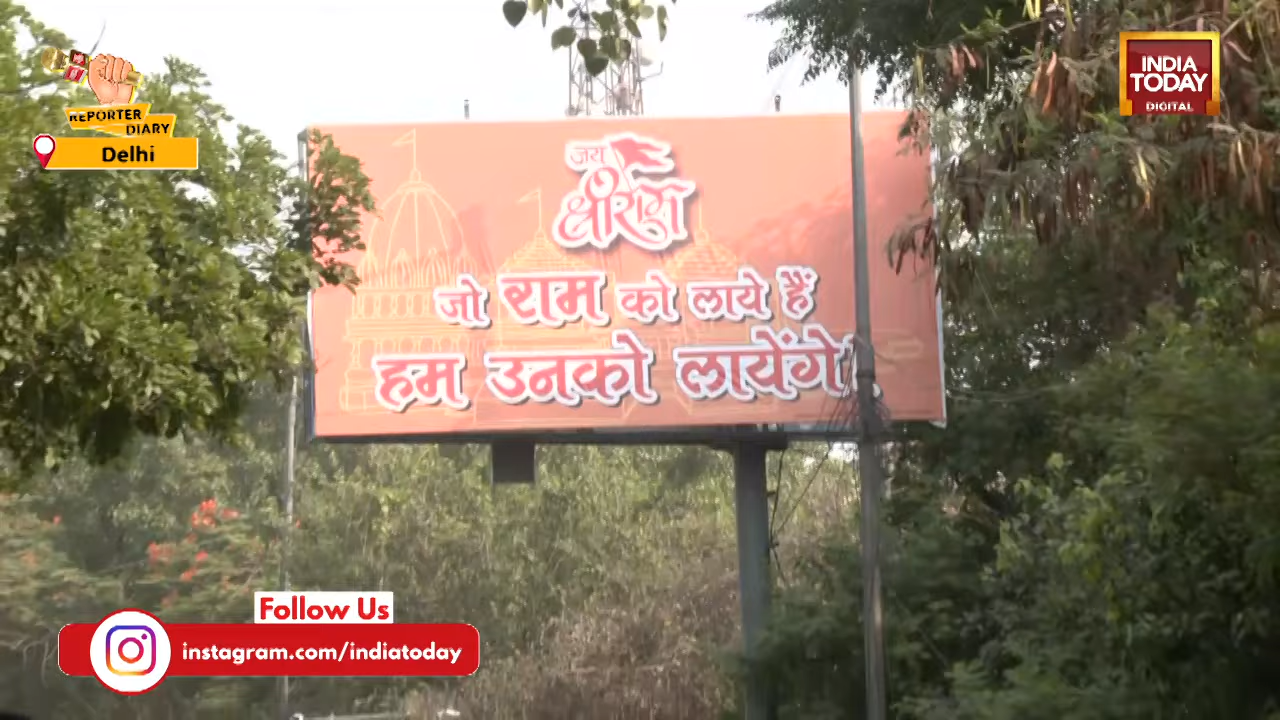 REPORTER
DIARY
Delhi
INDIA
TODAY
DIGITAL
जय
श्रीराम
जो राम को लाये हैं
हम उनको लायेंगे
Follow Us
instagram.com/indiatoday